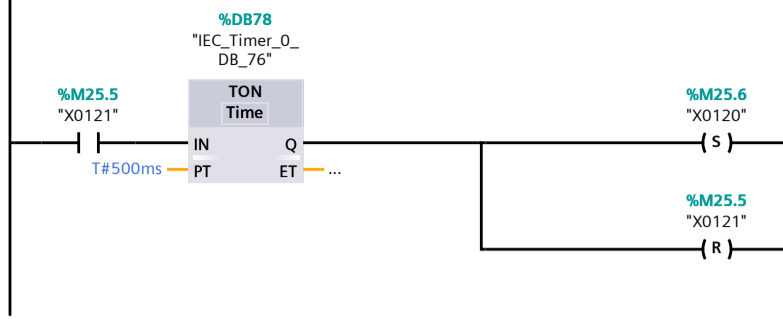 %DB78
"IEC_Timer_0_
DB_76"
TON
Time
%M25.5
"X0121"
IN
Q
T#500ms
PT
ET
...
%M25.6
"X0120"
S
%M25.5
"X0121"
R